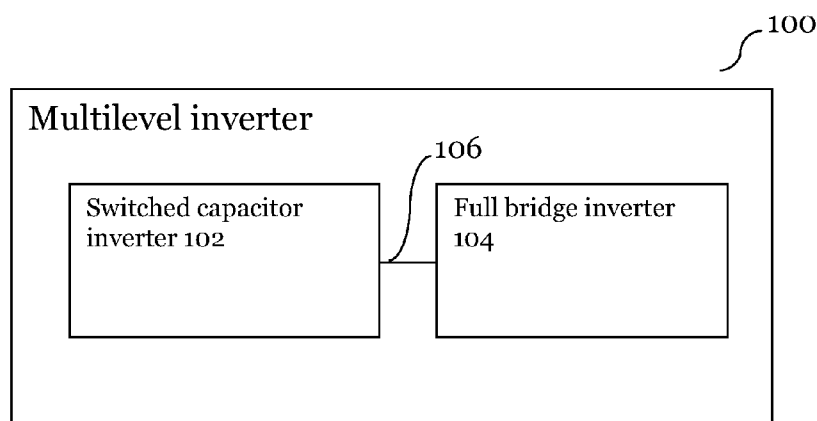 100
Multilevel inverter
106
Switched capacitor
inverter 102
Full bridge inverter
104